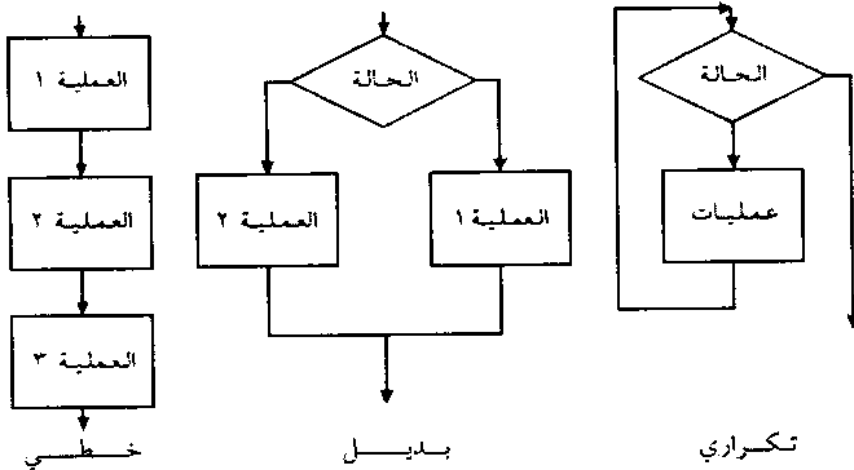 العملية ١
العملية ٢
العملية ٣
خطي
الحالة
العملية ٢
العملية ١
بديل
الحالة
عمليات
تكراري